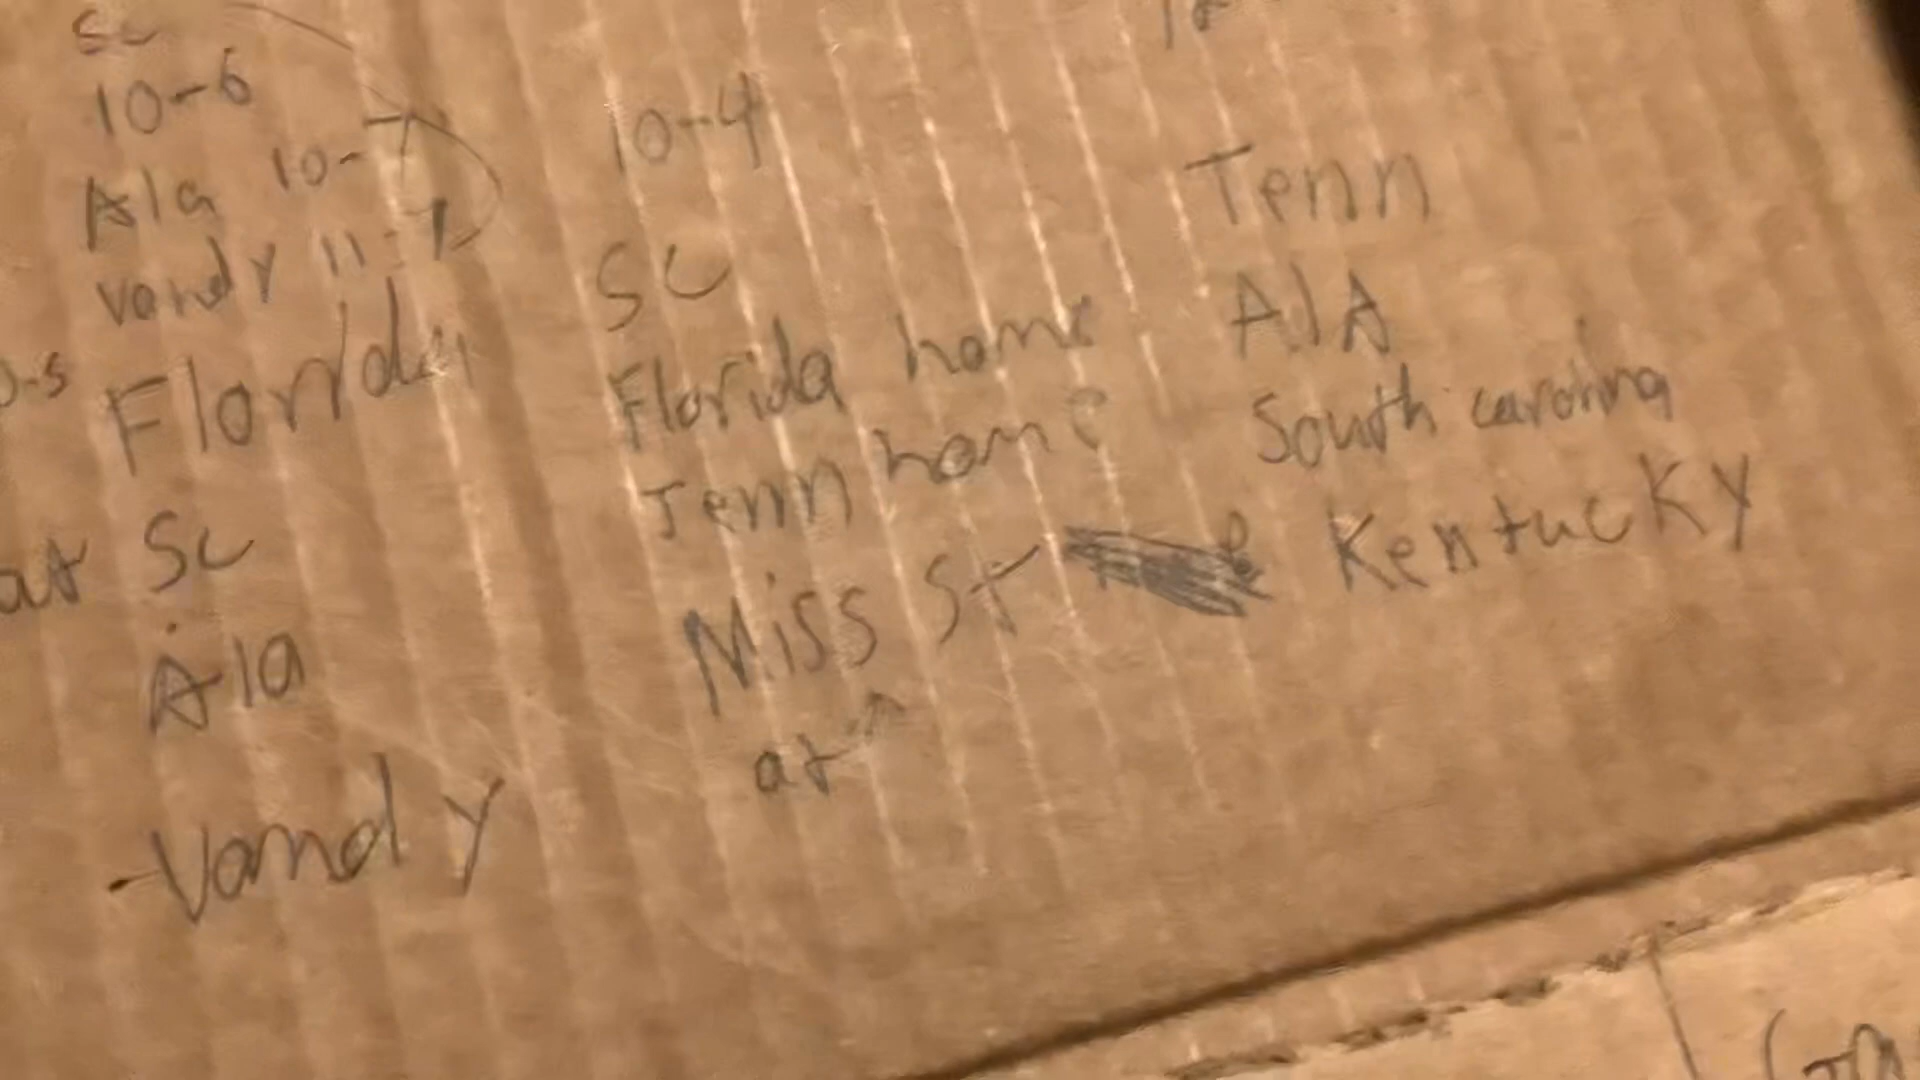 SC
10-6
Ala 10-7
Vandy 11-7
Florida
at SC
Ala
-Vandy
10-4
SC
Florida home
Tenn home
Miss St
at
Tenn
AlA
South carolina
Kentucky